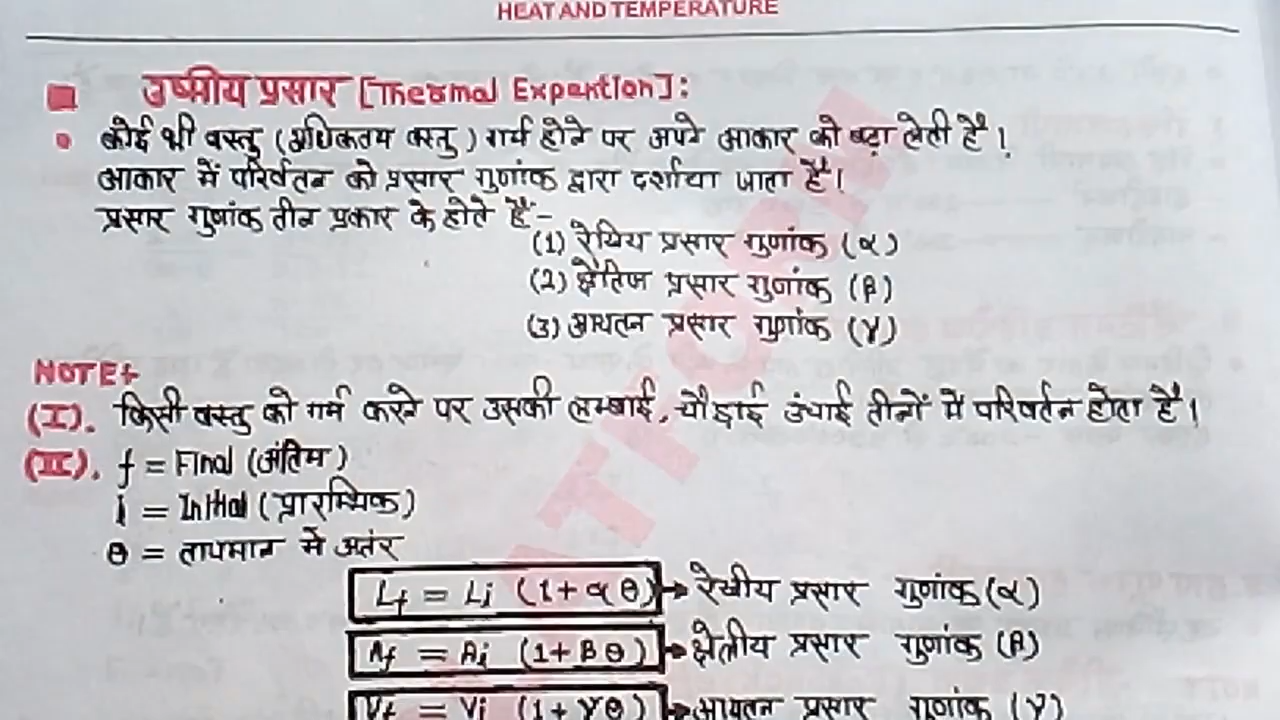 HEAT AND TEMPERATURE
उष्मीय प्रसार [Thermal Expantion]:
कोई भी वस्तु (अधिकतम वस्तु) गर्म होने पर अपने आकार को बढ़ा लेती है।
आकार में परिर्वतन को प्रसार गुणांक द्वारा दर्शाया जाता है।
प्रसार गुणांक तीन प्रकार के होते हैं-
(1) रेखिय प्रसार गुणांक (α)
(2) क्षैतिज प्रसार गुणांक (β)
(3) आयतन प्रसार गुणांक (γ)
NOTE+
(I). किसी वस्तु को गर्म करने पर उसकी लम्बाई, चौड़ाई उंचाई तीनों में परिवर्तन होता है।
(II). f = Final (अंतिम)
i = Initial (प्रारम्भिक)
θ = तापमान में अतंर
Lf = Li (1+αθ) → रेखीय प्रसार गुणांक (α)
Af = Ai (1+βθ) → क्षेत्रीय प्रसार गुणांक (β)
Vf = Vi (1+γθ) → आयतन प्रसार गुणांक (γ)